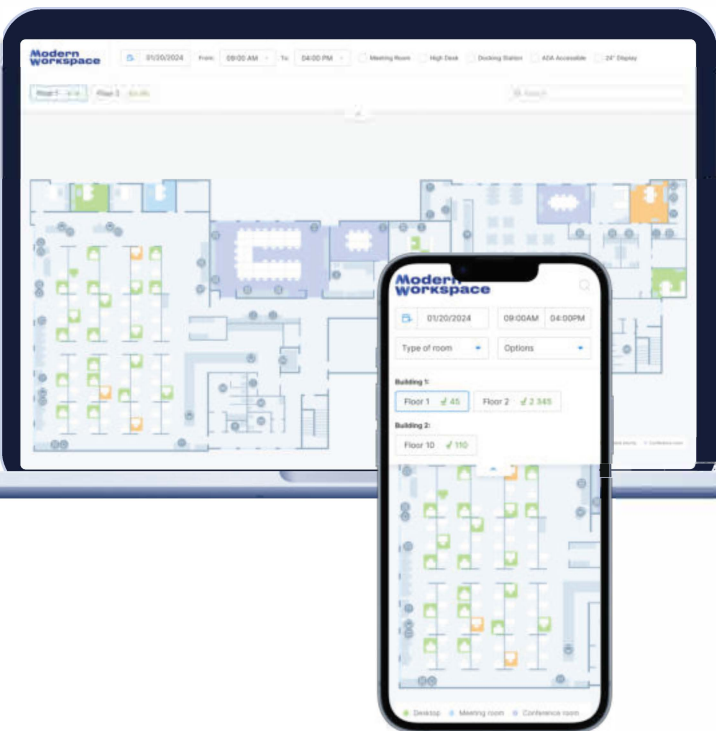 Modern
Workspace
01/20/2024 From: 09:00 AM To: 04:00 PM Meeting Room High Desk Docking Station ADA Accessible 24" Display
Floor 1 Floor 2
Search
Modern
Workspace
01/20/2024 09:00AM 04:00PM
Type of room Options
Building 1:
Floor 1 45 Floor 2 2 345
Building 2:
Floor 10 110
Conference room
Desktop Meeting room Conference room